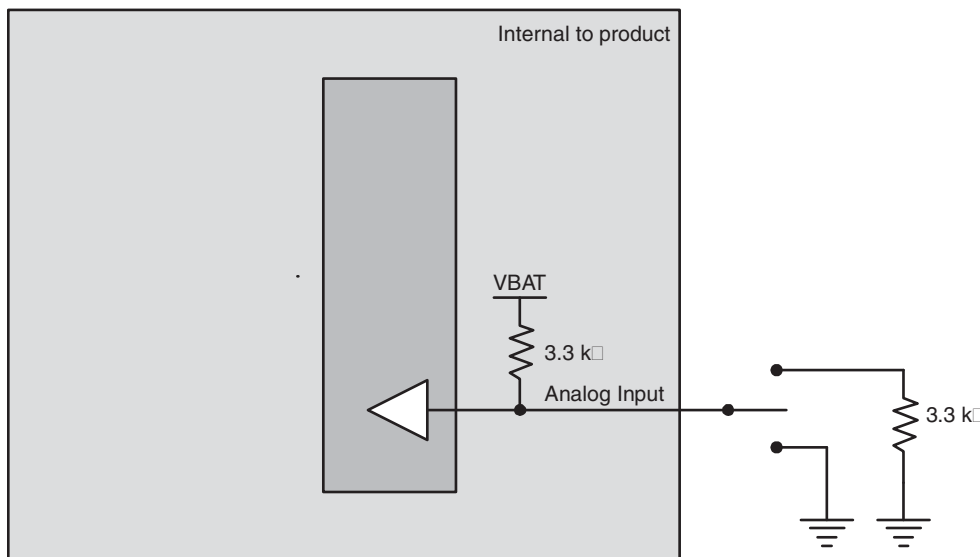 Internal to product
VBAT
3.3 k□
Analog Input
3.3 k□